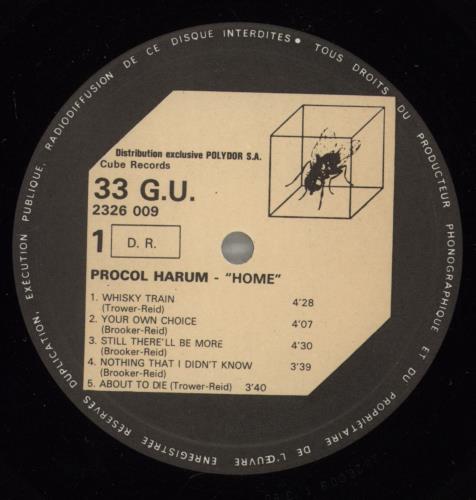 DUPLICATION, EXECUTION PUBLIQUE, RADIODIFFUSION DE CE DISQUE INTERDITES • TOUS DROITS DU PRODUCTEUR PHONOGRAPHIQUE ET DU PROPRIÉTAIRE DE L'ŒUVRE ENREGISTRÉE RÉSERVÉS
Distribution exclusive POLYDOR S.A.
Cube Records
33 G.U.
2326 009
1 D. R.
PROCOL HARUM - "HOME"
1. WHISKY TRAIN 4'28
(Trower-Reid)
2. YOUR OWN CHOICE 4'07
(Brooker-Reid)
3. STILL THERE'LL BE MORE 4'30
(Brooker-Reid)
4. NOTHING THAT I DIDN'T KNOW 3'39
(Brooker-Reid)
5. ABOUT TO DIE (Trower-Reid) 3'40